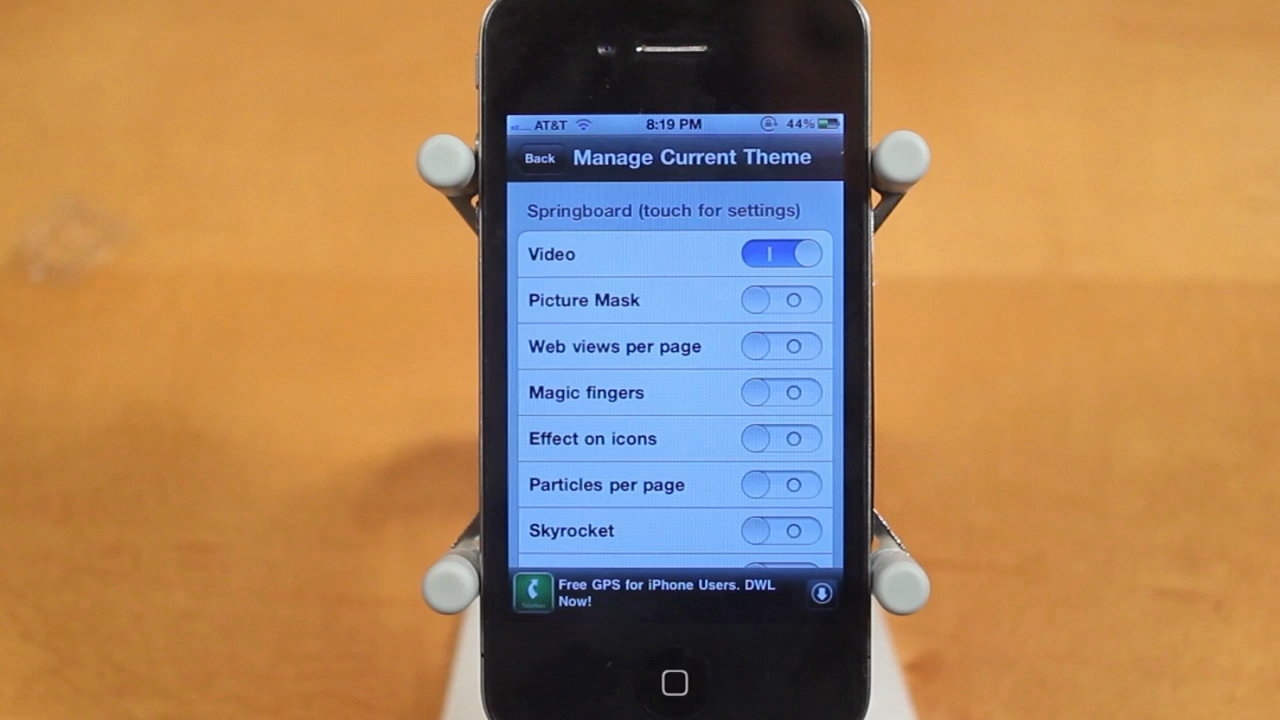 AT&T 8:19 PM 44%
Back Manage Current Theme
Springboard (touch for settings)
Video
Picture Mask
Web views per page
Magic fingers
Effect on icons
Particles per page
Skyrocket
Free GPS for iPhone Users. DWL
Now!